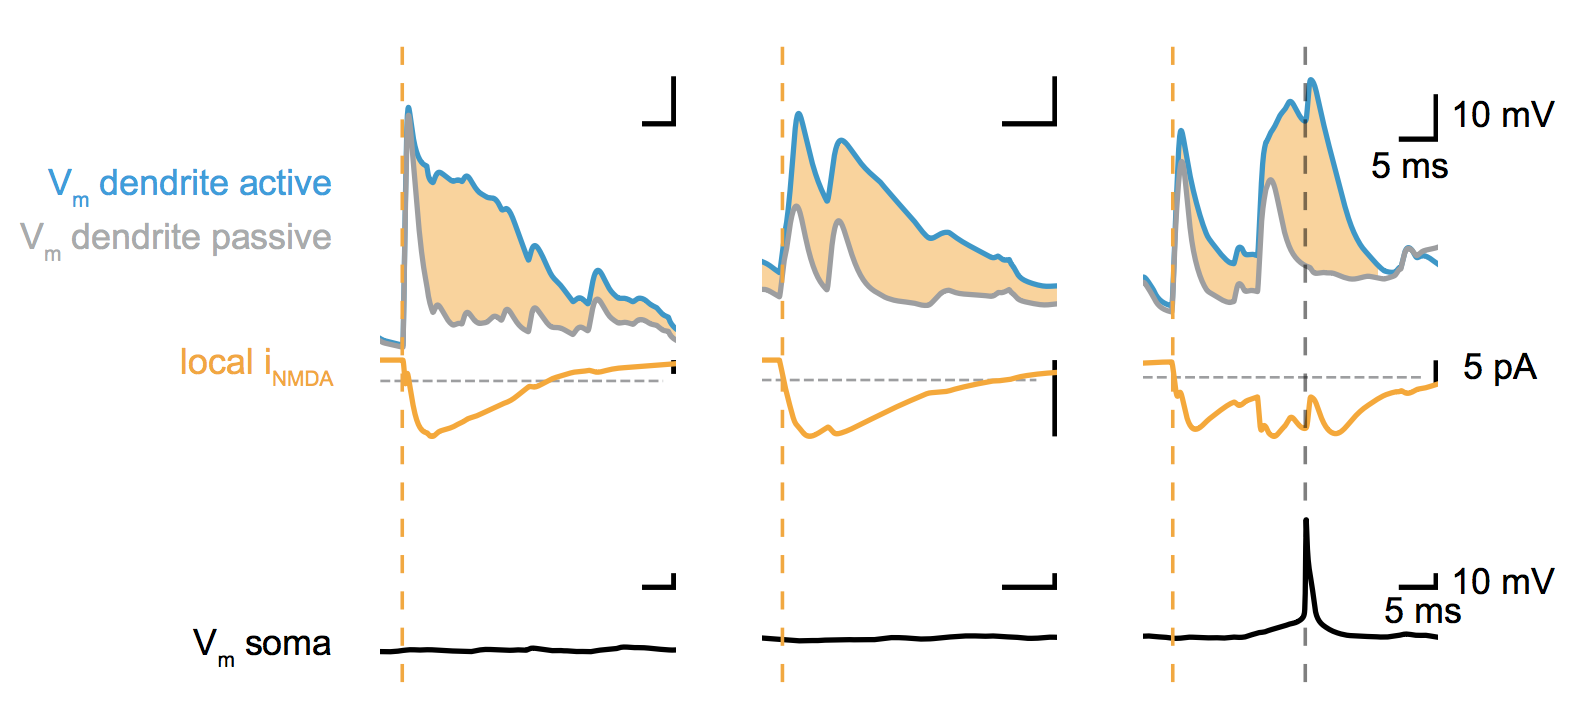 10 mV
5 ms
Vm dendrite active
Vm dendrite passive
local iNMDA
5 pA
10 mV
5 ms
Vm soma